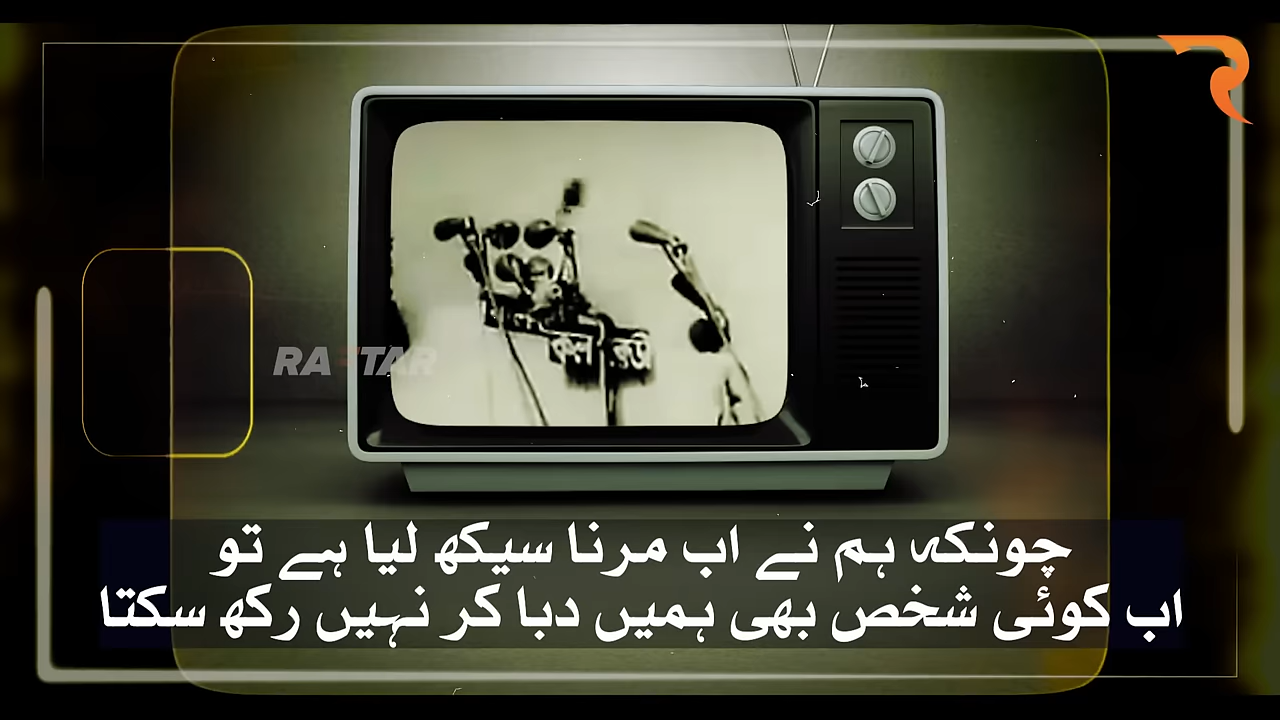 RAFTAR
چونکہ ہم نے اب مرنا سیکھ لیا ہے تو
اب کوئی شخص بھی ہمیں دبا کر نہیں رکھ سکتا